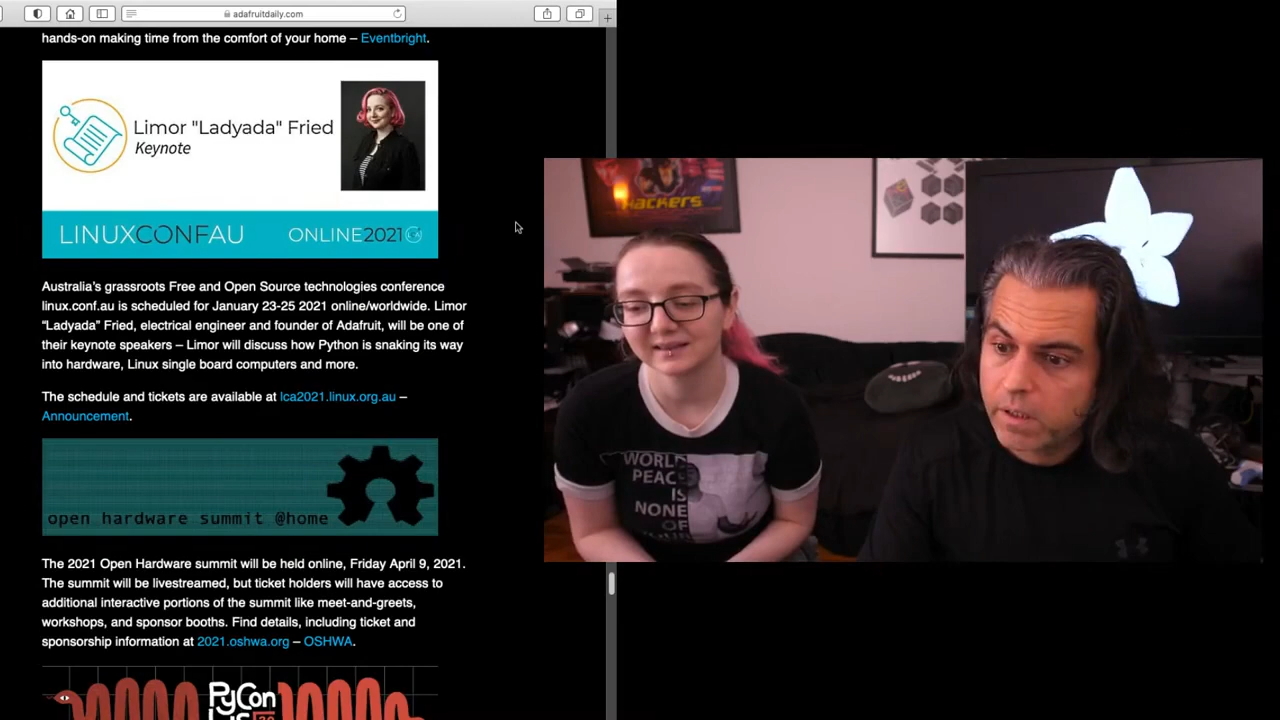 adafruitdaily.com
hands-on making time from the comfort of your home – Eventbright.
Limor "Ladyada" Fried
Keynote
LINUXCONFAU
ONLINE2021
Australia's grassroots Free and Open Source technologies conference
linux.conf.au is scheduled for January 23-25 2021 online/worldwide. Limor
“Ladyada” Fried, electrical engineer and founder of Adafruit, will be one of
their keynote speakers – Limor will discuss how Python is snaking its way
into hardware, Linux single board computers and more.
The schedule and tickets are available at lca2021.linux.org.au –
Announcement.
open hardware summit @home
The 2021 Open Hardware summit will be held online, Friday April 9, 2021.
The summit will be livestreamed, but ticket holders will have access to
additional interactive portions of the summit like meet-and-greets,
workshops, and sponsor booths. Find details, including ticket and
sponsorship information at 2021.oshwa.org – OSHWA.
PyCon
US
HACKERS
WORLD
PEACE
IS
NONE
OF